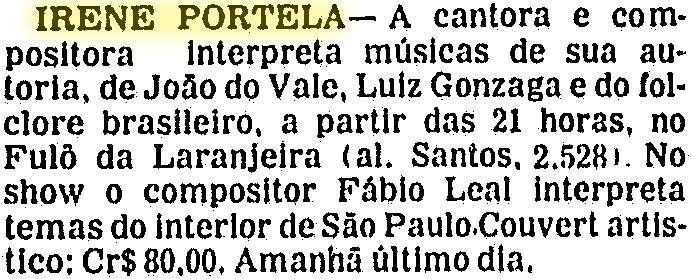 IRENE PORTELA— A cantora e com-
positora interpreta músicas de sua au-
toria, de João do Vale, Luiz Gonzaga e do fol-
clore brasileiro, a partir das 21 horas, no
Fulô da Laranjeira (al. Santos, 2.528). No
show o compositor Fábio Leal interpreta
temas do interior de São Paulo.Couvert artís-
tico: Cr$ 80,00. Amanhã último dia.